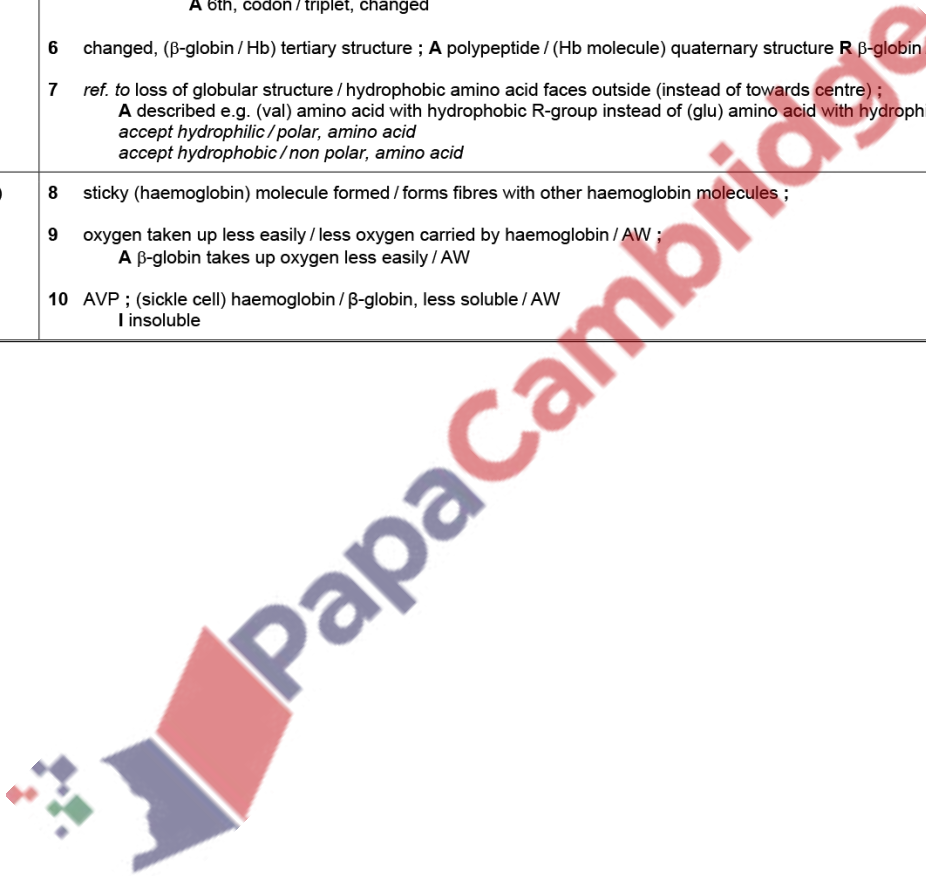 A 6th, codon / triplet, changed
6 changed, (β-globin / Hb) tertiary structure ; A polypeptide / (Hb molecule) quaternary structure R β-globin
7 ref. to loss of globular structure / hydrophobic amino acid faces outside (instead of towards centre) ;
A described e.g. (val) amino acid with hydrophobic R-group instead of (glu) amino acid with
accept hydrophilic / polar, amino acid
accept hydrophobic / non polar, amino acid
)
8 sticky (haemoglobin) molecule formed / forms fibres with other haemoglobin molecules ;
9 oxygen taken up less easily / less oxygen carried by haemoglobin / AW ;
A β-globin takes up oxygen less easily / AW
10 AVP ; (sickle cell) haemoglobin / β-globin, less soluble / AW
I insoluble
PapaCambridge